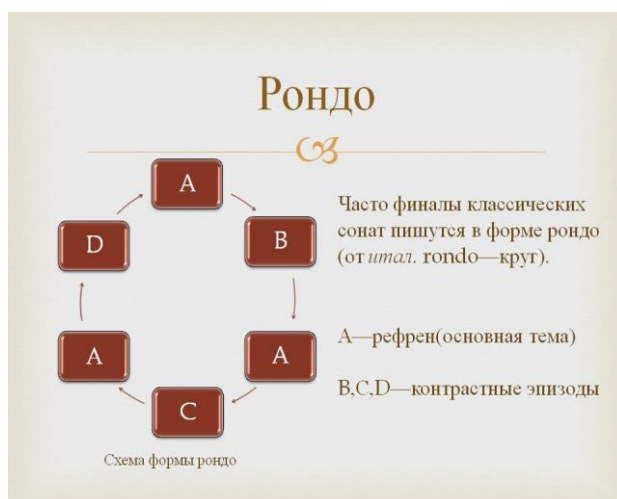 Рондо
A
B
A
C
A
D
Часто финалы классических
сонат пишутся в форме рондо
(от итал. rondo—круг).
A—рефрен(основная тема)
B,C,D—контрастные эпизоды
Схема формы рондо